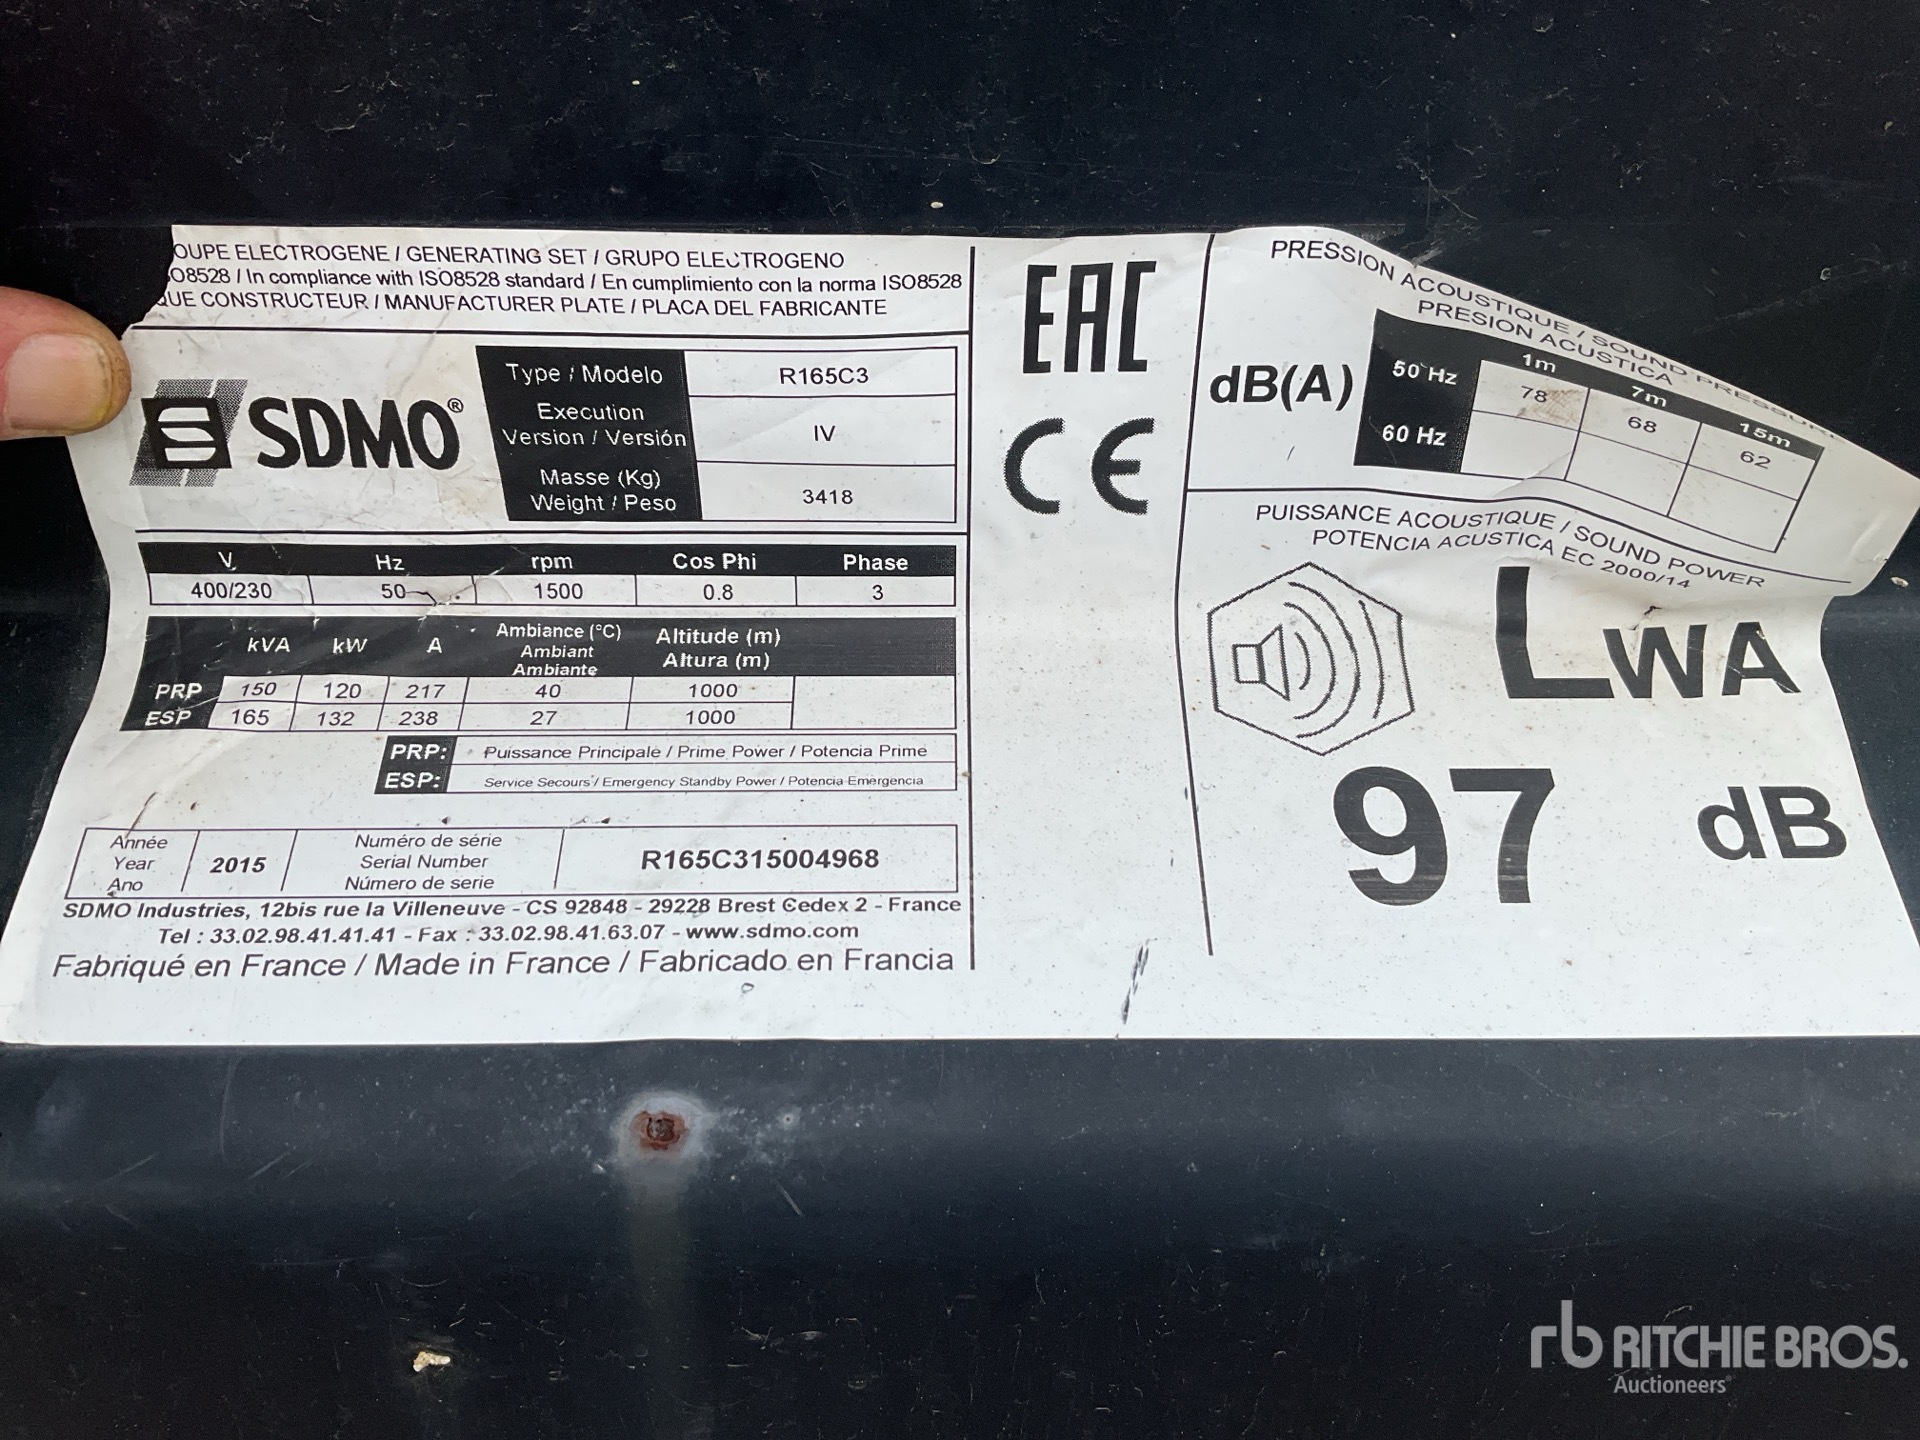 OUPE ELECTROGENE / GENERATING SET / GRUPO ELECTROGENO
O8528 / In compliance with ISO8528 standard / En cumplimiento con la norma ISO8528
QUE CONSTRUCTEUR / MANUFACTURER PLATE / PLACA DEL FABRICANTE
SDMO®
Type / Modelo R165C3
Execution
Version / Versión IV
Masse (Kg)
Weight / Peso 3418
V Hz rpm Cos Phi Phase
400/230 50 1500 0.8 3
kVA kW A Ambiance (°C) Altitude (m)
Ambiant Altura (m)
Ambiante
PRP 150 120 217 40 1000
ESP 165 132 238 27 1000
PRP: Puissance Principale / Prime Power / Potencia Prime
ESP: Service Secours / Emergency Standby Power / Potencia Emergencia
Année Numéro de série
Year 2015 Serial Number R165C315004968
Ano Número de serie
SDMO Industries, 12bis rue la Villeneuve - CS 92848 - 29228 Brest Cedex 2 - France
Tel : 33.02.98.41.41.41 - Fax : 33.02.98.41.63.07 - www.sdmo.com
Fabriqué en France / Made in France / Fabricado en Francia
EAC
CE
PRESSION ACOUSTIQUE / SOUND PRESSURE
PRESION ACUSTICA
dB(A)
1m 7m 15m
50 Hz 78 68 62
60 Hz
PUISSANCE ACOUSTIQUE / SOUND POWER
POTENCIA ACUSTICA EC 2000/14
LWA
97 dB
rb RITCHIE BROS.
Auctioneers